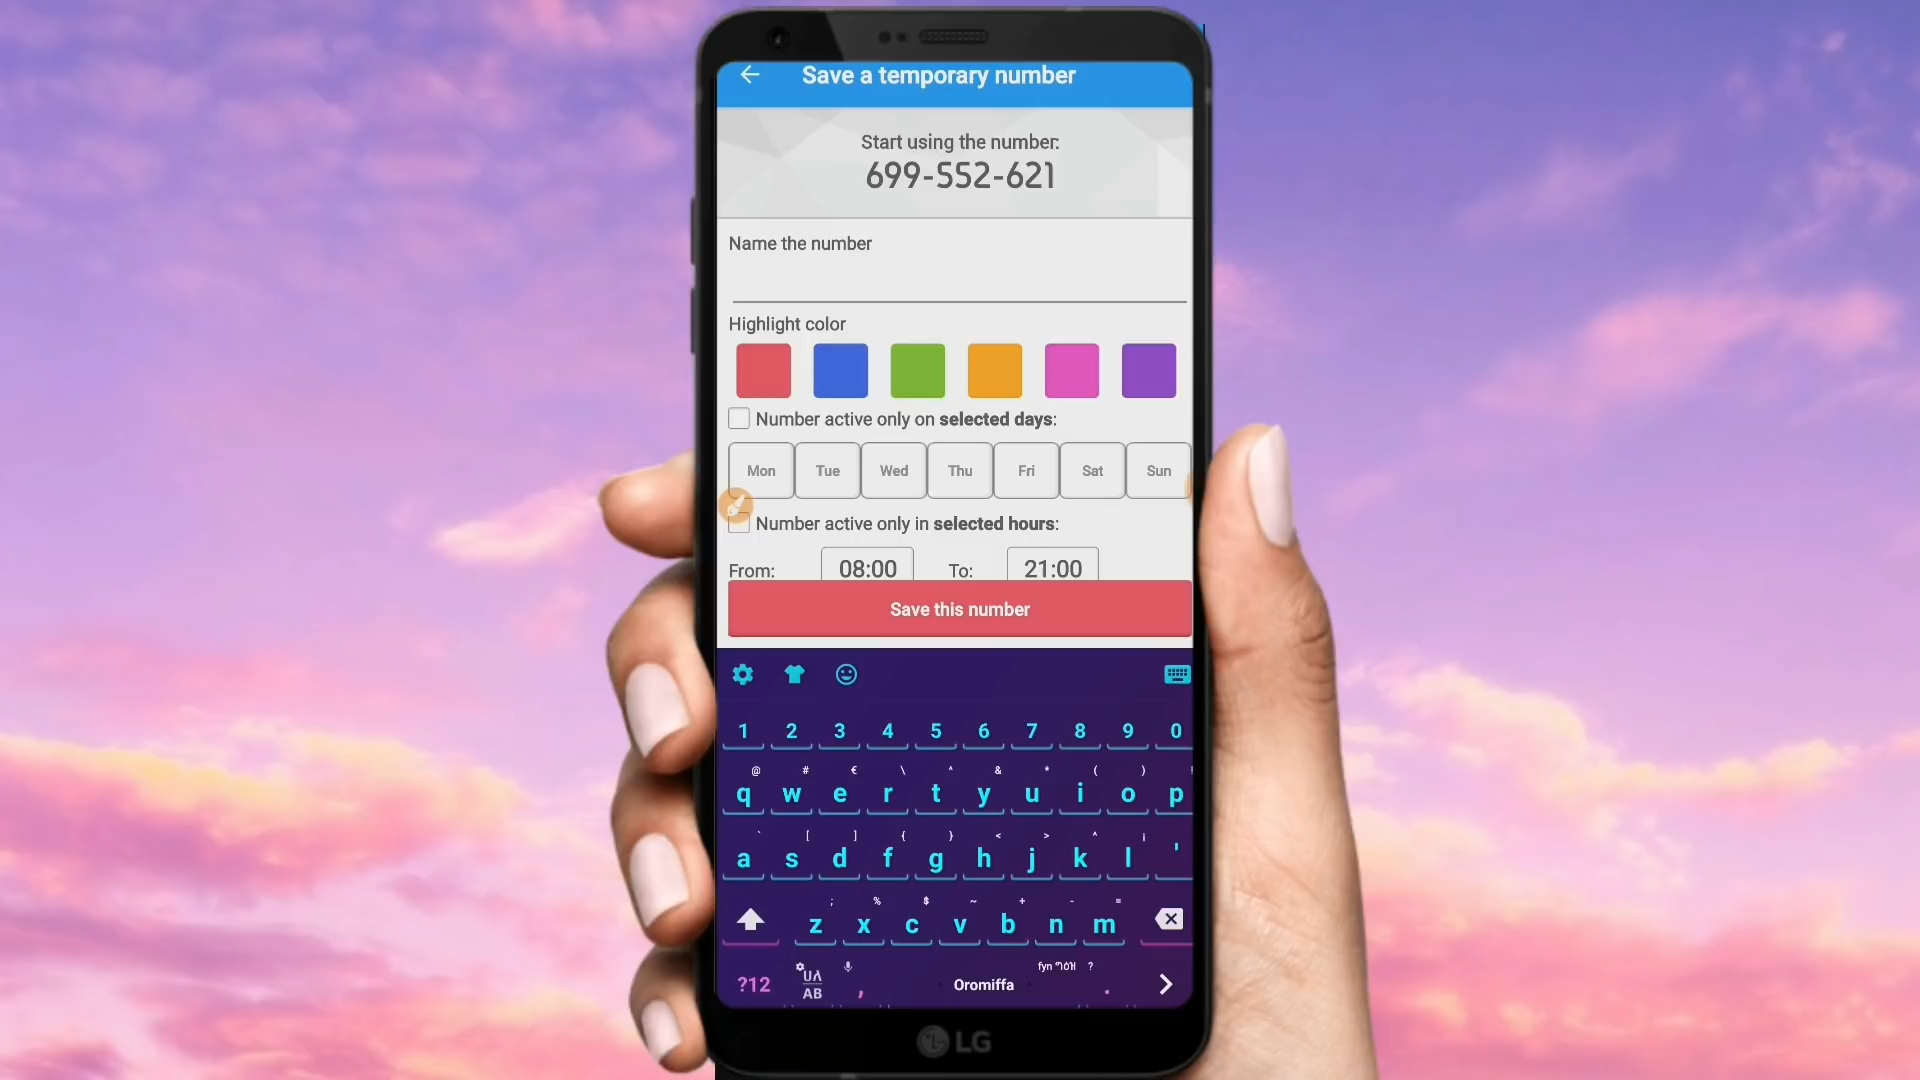 Save a temporary number
Start using the number:
699-552-621
Name the number
Highlight color
Number active only on selected days:
Mon Tue Wed Thu Fri Sat Sun
Number active only in selected hours:
From: 08:00 To: 21:00
Save this number
1 2 3 4 5 6 7 8 9 0
@ # € \ ^ & * ( )
q w e r t y u i o p
` [ ] { } < > ^ ¡
a s d f g h j k l '
; % $ ~ + - =
z x c v b n m
?12 AB , Oromiffa ? .
LG